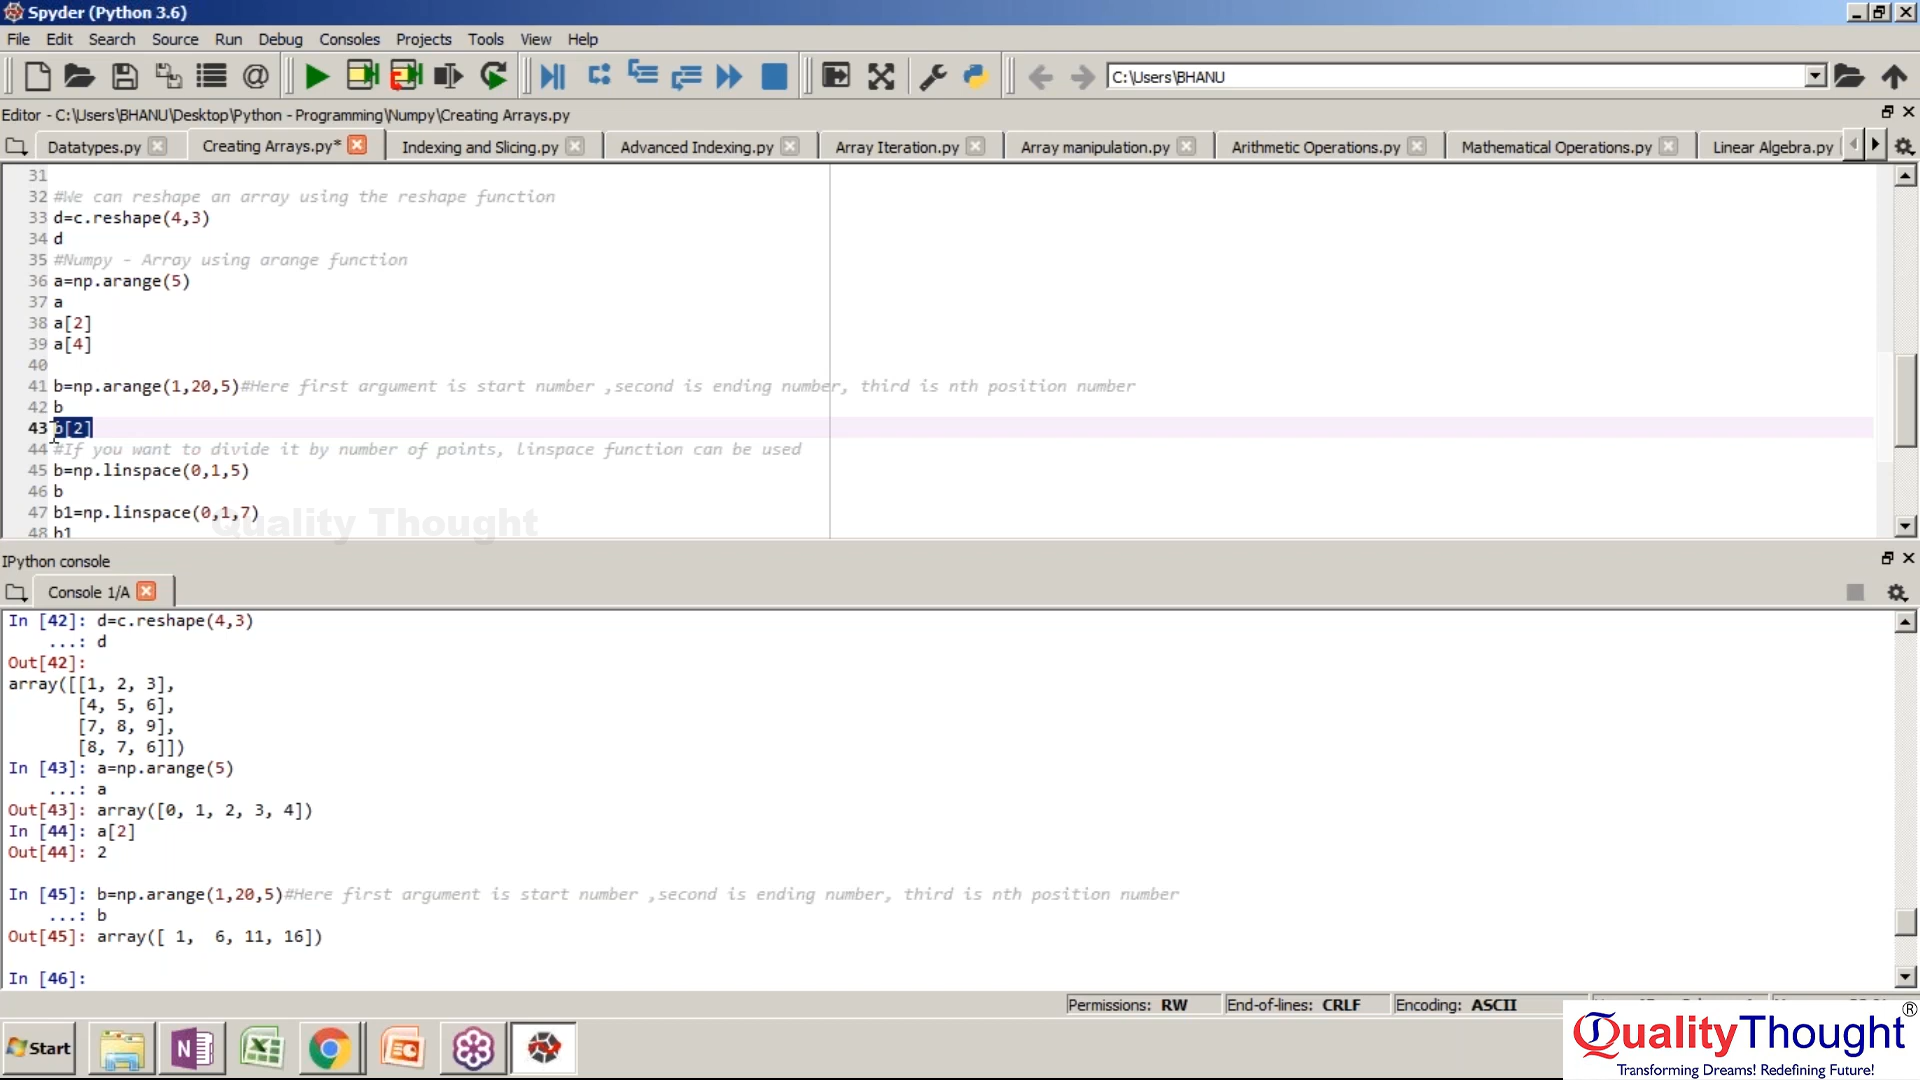 Spyder (Python 3.6)
File Edit Search Source Run Debug Consoles Projects Tools View Help
C:\Users\BHANU
Editor - C:\Users\BHANU\Desktop\Python - Programming\Numpy\Creating Arrays.py
Datatypes.py Creating Arrays.py* Indexing and Slicing.py Advanced Indexing.py Array Iteration.py Array manipulation.py Arithmetic Operations.py Mathematical Operations.py Linear Algebra.py
31
32 #We can reshape an array using the reshape function
33 d=c.reshape(4,3)
34 d
35 #Numpy - Array using arange function
36 a=np.arange(5)
37 a
38 a[2]
39 a[4]
40
41 b=np.arange(1,20,5)#Here first argument is start number ,second is ending number, third is nth position number
42 b
43 b[2]
44 #If you want to divide it by number of points, linspace function can be used
45 b=np.linspace(0,1,5)
46 b
47 b1=np.linspace(0,1,7)
48 b1
Quality Thought
IPython console
Console 1/A
In [42]: d=c.reshape(4,3)
...: d
Out[42]:
array([[1, 2, 3],
[4, 5, 6],
[7, 8, 9],
[8, 7, 6]])
In [43]: a=np.arange(5)
...: a
Out[43]: array([0, 1, 2, 3, 4])
In [44]: a[2]
Out[44]: 2
In [45]: b=np.arange(1,20,5)#Here first argument is start number ,second is ending number, third is nth position number
...: b
Out[45]: array([ 1, 6, 11, 16])
In [46]:
Permissions: RW End-of-lines: CRLF Encoding: ASCII
Start
QualityThought®
Transforming Dreams! Redefining Future!